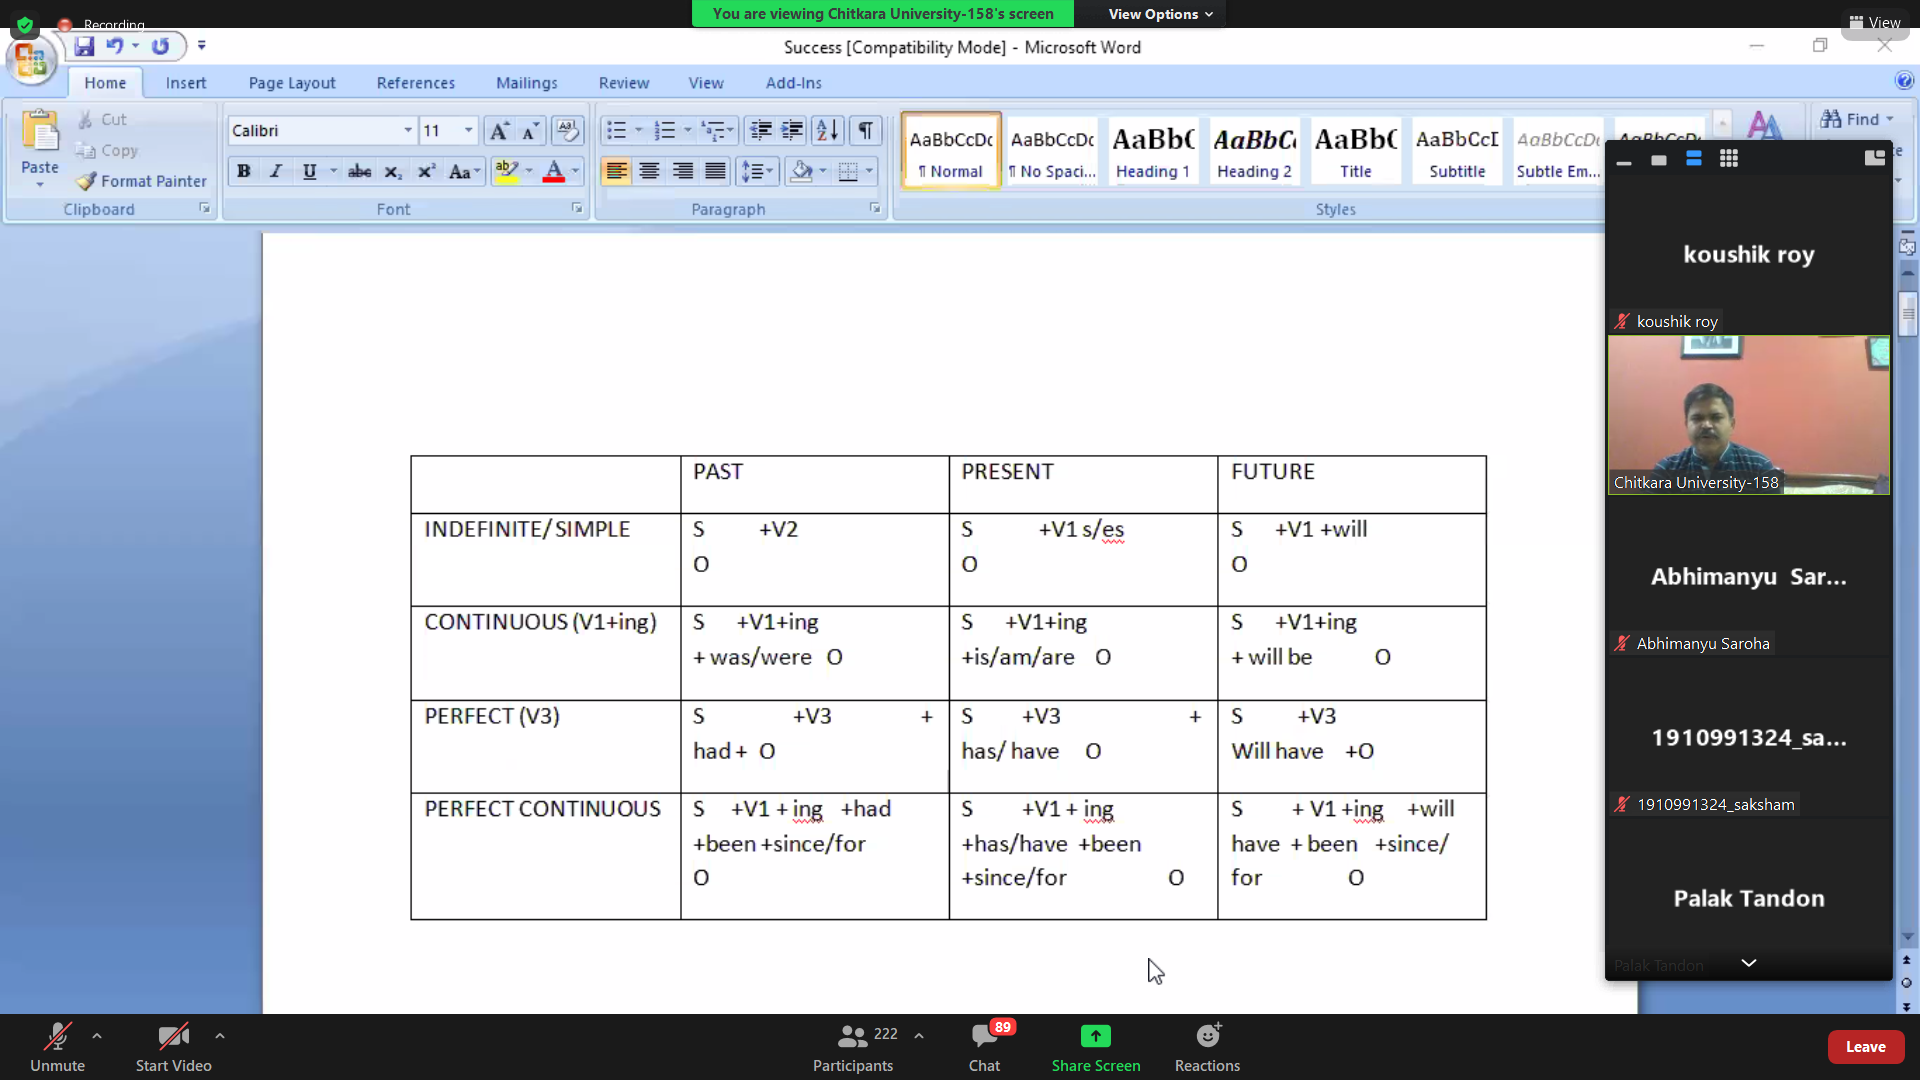 Recording
You are viewing Chitkara University-158's screen
View Options
View
Success [Compatibility Mode] - Microsoft Word
Home Insert Page Layout References Mailings Review View Add-Ins
Paste
Cut
Copy
Format Painter
Clipboard
Calibri 11
B I U abc x₂ x² Aa ab A
Font
Paragraph
AaBbCcDc AaBbCcDc AaBbC AaBbC AaBbC AaBbCcI AaBbCcDc AaBbCcDc
¶ Normal ¶ No Spaci... Heading 1 Heading 2 Title Subtitle Subtle Em...
Styles
Find
PAST PRESENT FUTURE
INDEFINITE/ SIMPLE S +V2 S +V1 s/es S +V1 +will
O O O
CONTINUOUS (V1+ing) S +V1+ing S +V1+ing S +V1+ing
+ was/were O +is/am/are O + will be O
PERFECT (V3) S +V3 + S +V3 + S +V3
had + O has/ have O Will have +O
PERFECT CONTINUOUS S +V1 + ing +had S +V1 + ing S + V1 +ing +will
+been +since/for +has/have +been have + been +since/
O +since/for O for O
koushik roy
koushik roy
Chitkara University-158
Abhimanyu Sar...
Abhimanyu Saroha
1910991324_sa...
1910991324_saksham
Palak Tandon
Palak Tandon
Unmute
Start Video
222
Participants
89
Chat
Share Screen
Reactions
Leave